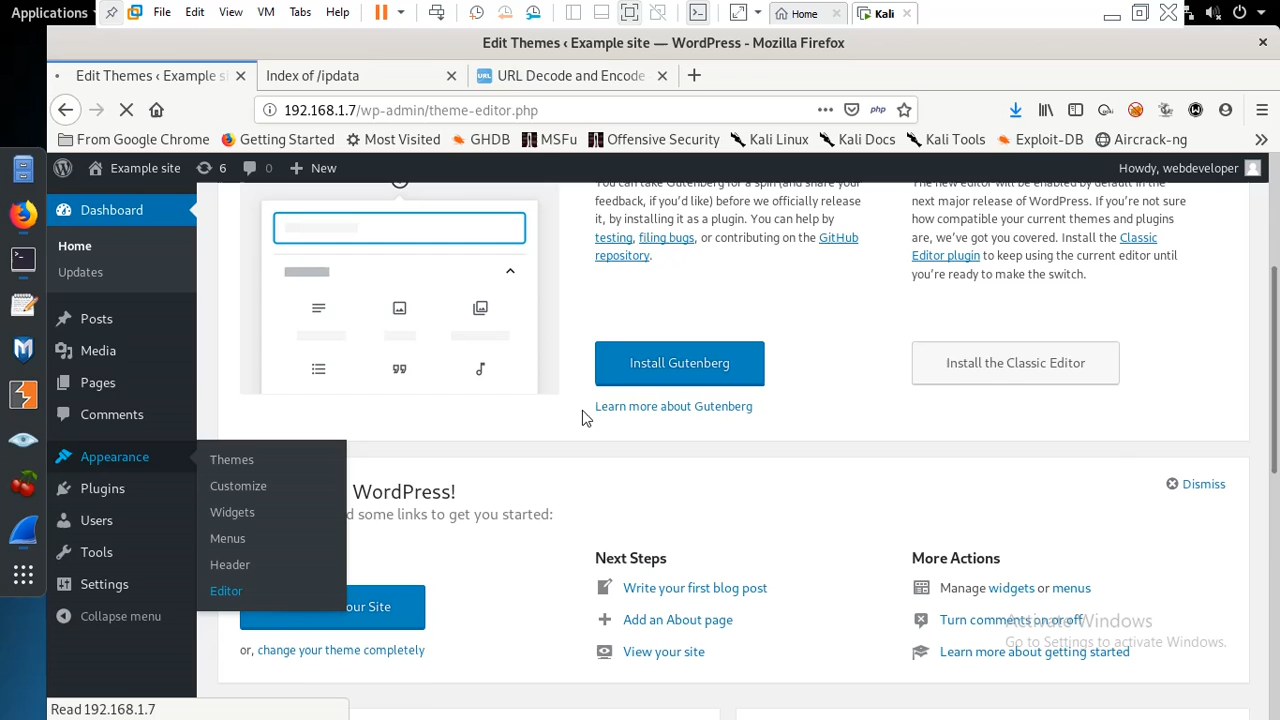 Applications File Edit View VM Tabs Help Home Kali
Edit Themes ‹ Example site — WordPress - Mozilla Firefox
Edit Themes ‹ Example s Index of /ipdata URL Decode and Encode
192.168.1.7/wp-admin/theme-editor.php php
From Google Chrome Getting Started Most Visited GHDB MSFu Offensive Security Kali Linux Kali Docs Kali Tools Exploit-DB Aircrack-ng
Example site 6 0 New Howdy, webdeveloper
Dashboard
Home
Updates
Posts
Media
Pages
Comments
Appearance
Plugins
Users
Tools
Settings
Collapse menu
Themes
Customize
Widgets
Menus
Header
Editor
You can take Gutenberg for a spin (and share your
feedback, if you'd like) before we officially release
it, by installing it as a plugin. You can help by
testing, filing bugs, or contributing on the GitHub
repository.
Install Gutenberg
Learn more about Gutenberg
The new editor will be enabled by default in the
next major release of WordPress. If you're not sure
how compatible your current themes and plugins
are, we've got you covered. Install the Classic
Editor plugin to keep using the current editor until
you're ready to make the switch.
Install the Classic Editor
WordPress!
Dismiss
d some links to get you started:
our Site
or, change your theme completely
Next Steps
Write your first blog post
Add an About page
View your site
More Actions
Manage widgets or menus
Turn comments on or off
Learn more about getting started
Activate Windows
Go to Settings to activate Windows.
Read 192.168.1.7